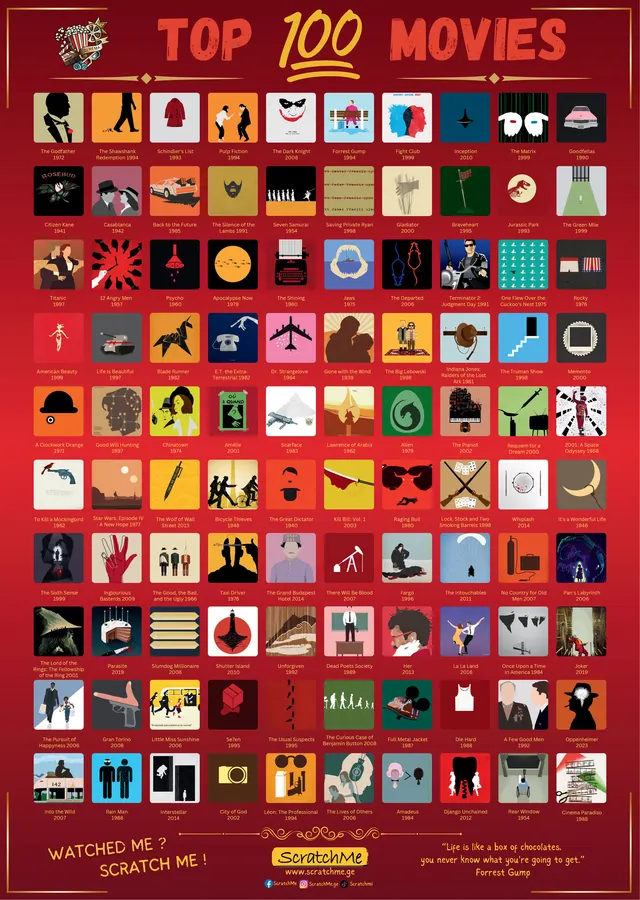 TOP 100 MOVIES
The Godfather
1972
The Shawshank
Redemption 1994
Schindler's List
1993
Pulp Fiction
1994
The Dark Knight
2008
Forrest Gump
1994
Fight Club
1999
Inception
2010
The Matrix
1999
Goodfellas
1990
ROSEBUD
Citizen Kane
1941
Casablanca
1942
Back to the Future
1985
The Silence of the
Lambs 1991
Seven Samurai
1954
Saving Private Ryan
1998
Gladiator
2000
Braveheart
1995
Jurassic Park
1993
The Green Mile
1999
Titanic
1997
12 Angry Men
1957
Psycho
1960
Apocalypse Now
1979
The Shining
1980
Jaws
1975
The Departed
2006
Terminator 2:
Judgment Day 1991
One Flew Over the
Cuckoo's Nest 1975
Rocky
1976
American Beauty
1999
Life is Beautiful
1997
Blade Runner
1982
E.T. the Extra-
Terrestrial 1982
Dr. Strangelove
1964
Gone with the Wind
1939
The Big Lebowski
1998
Indiana Jones:
Raiders of the Lost
Ark 1981
The Truman Show
1998
Memento
2000
A Clockwork Orange
1971
Good Will Hunting
1997
Chinatown
1974
Amélie
2001
Scarface
1983
Lawrence of Arabia
1962
Alien
1979
The Pianist
2002
Requiem for a
Dream 2000
2001: A Space
Odyssey 1968
To Kill a Mockingbird
1962
Star Wars: Episode IV
- A New Hope 1977
The Wolf of Wall
Street 2013
Bicycle Thieves
1948
The Great Dictator
1940
Kill Bill: Vol. 1
2003
Raging Bull
1980
Lock, Stock and Two
Smoking Barrels 1998
Whiplash
2014
It's a Wonderful Life
1946
The Sixth Sense
1999
Inglourious
Basterds 2009
The Good, the Bad,
and the Ugly 1966
Taxi Driver
1976
The Grand Budapest
Hotel 2014
There Will Be Blood
2007
Fargo
1996
The Intouchables
2011
No Country for Old
Men 2007
Pan's Labyrinth
2006
The Lord of the
Rings: The Fellowship
of the Ring 2001
Parasite
2019
Slumdog Millionaire
2008
Shutter Island
2010
Unforgiven
1992
Dead Poets Society
1989
Her
2013
La La Land
2016
Once Upon a Time
in America 1984
Joker
2019
The Pursuit of
Happyness 2006
Gran Torino
2008
Little Miss Sunshine
2006
Se7en
1995
The Usual Suspects
1995
The Curious Case of
Benjamin Button 2008
Full Metal Jacket
1987
Die Hard
1988
A Few Good Men
1992
Oppenheimer
2023
142
Into the Wild
2007
Rain Man
1988
Interstellar
2014
City of God
2002
Léon: The Professional
1994
The Lives of Others
2006
Amadeus
1984
Django Unchained
2012
Rear Window
1954
Cinema Paradiso
1988
WATCHED ME ?
SCRATCH ME !
ScratchMe
www.scratchme.ge
ScratchMe ScratchMe.ge Scratchmi
"Life is like a box of chocolates,
you never know what you're going to get."
Forrest Gump